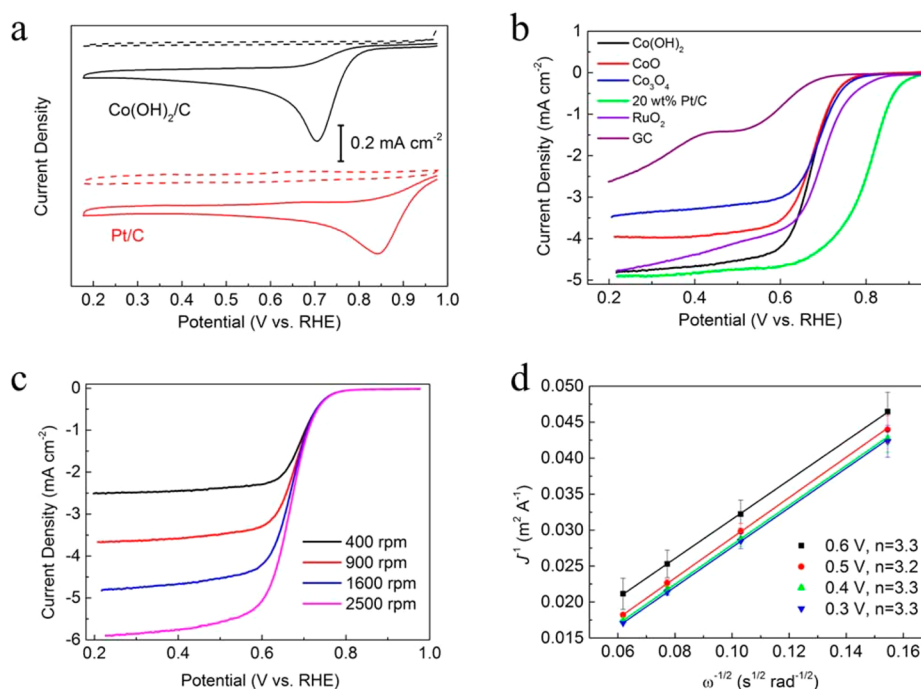 a
Current Density
Co(OH)2/C
0.2 mA cm-2
Pt/C
0.2 0.3 0.4 0.5 0.6 0.7 0.8 0.9 1.0
Potential (V vs. RHE)
b
Co(OH)2
CoO
Co3O4
20 wt% Pt/C
RuO2
GC
Current Density (mA cm-2)
0
-1
-2
-3
-4
-5
0.2 0.4 0.6 0.8
Potential (V vs. RHE)
c
Current Density (mA cm-2)
0
-1
-2
-3
-4
-5
-6
400 rpm
900 rpm
1600 rpm
2500 rpm
0.2 0.4 0.6 0.8 1.0
Potential (V vs. RHE)
d
J-1 (m2 A-1)
0.050
0.045
0.040
0.035
0.030
0.025
0.020
0.015
0.6 V, n=3.3
0.5 V, n=3.2
0.4 V, n=3.3
0.3 V, n=3.3
0.06 0.08 0.10 0.12 0.14 0.16
ω-1/2 (s1/2 rad-1/2)